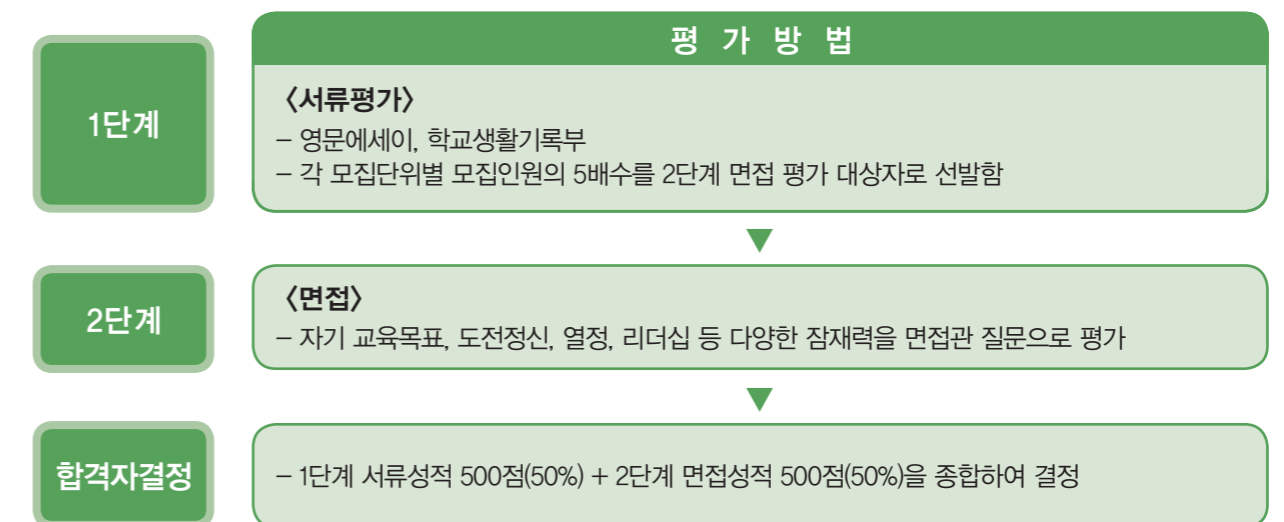 평 가 방 법
1단계
〈서류평가〉
– 영문에세이, 학교생활기록부
– 각 모집단위별 모집인원의 5배수를 2단계 면접 평가 대상자로 선발함
▼
2단계
〈면접〉
– 자기 교육목표, 도전정신, 열정, 리더십 등 다양한 잠재력을 면접관 질문으로 평가
▼
합격자결정
– 1단계 서류성적 500점(50%) + 2단계 면접성적 500점(50%)을 종합하여 결정